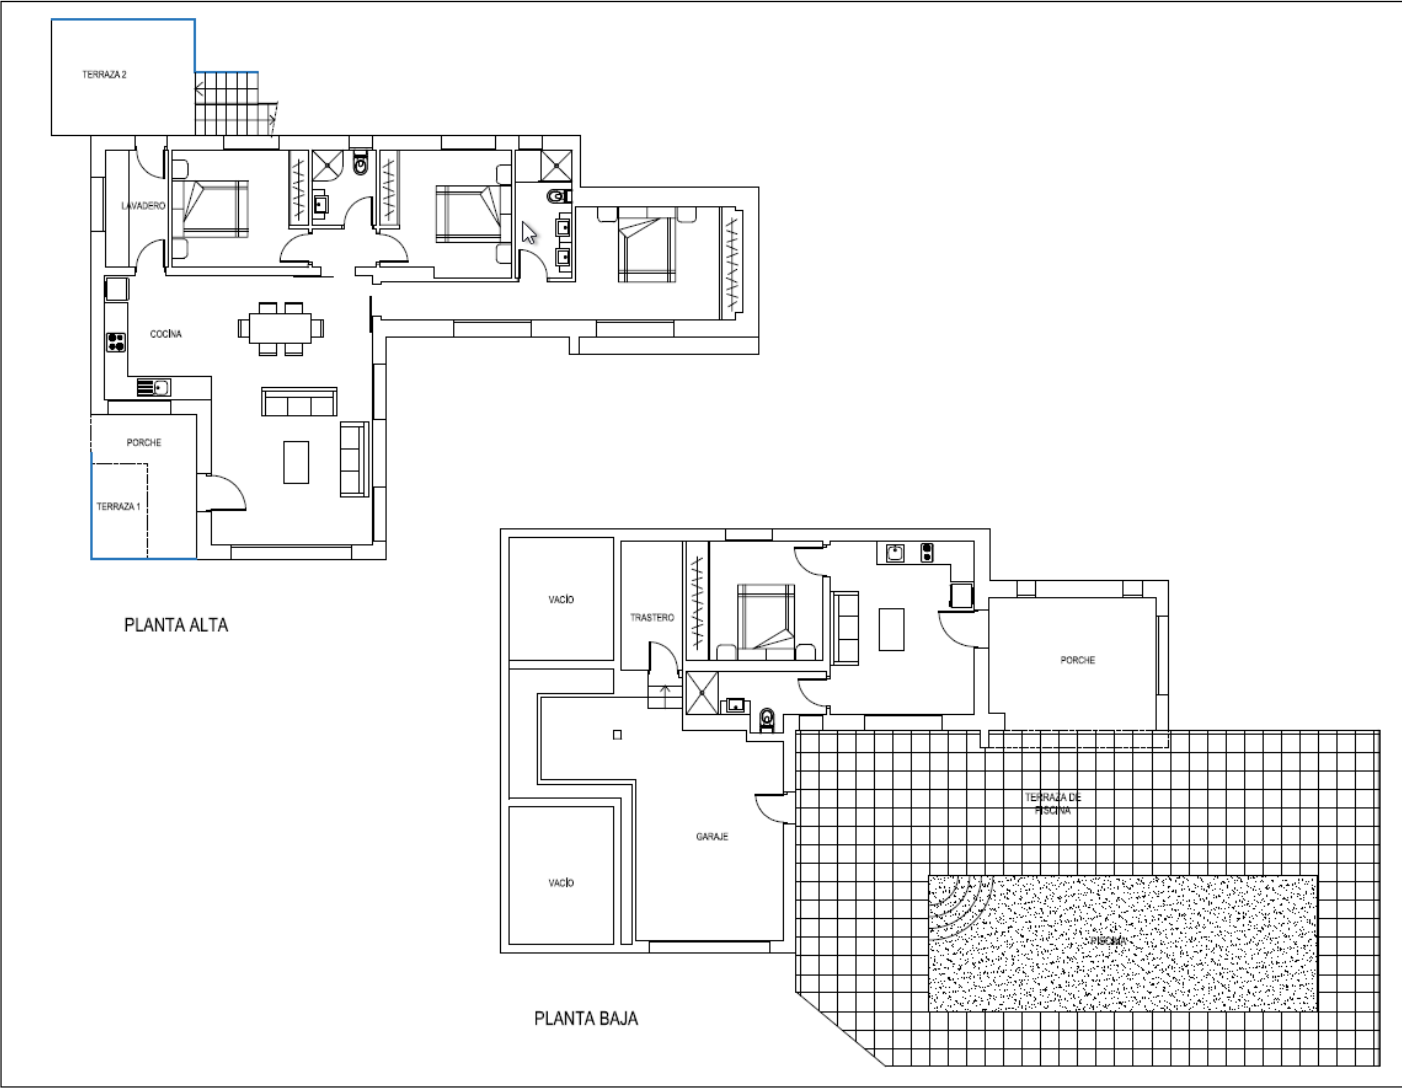 TERRAZA 2
LAVADERO
COCÍNA
PORCHE
TERRAZA 1
PLANTA ALTA
VACÍO
TRASTERO
PORCHE
TERRAZA DE
PISCINA
GARAJE
VACÍO
PISCINA
PLANTA BAJA